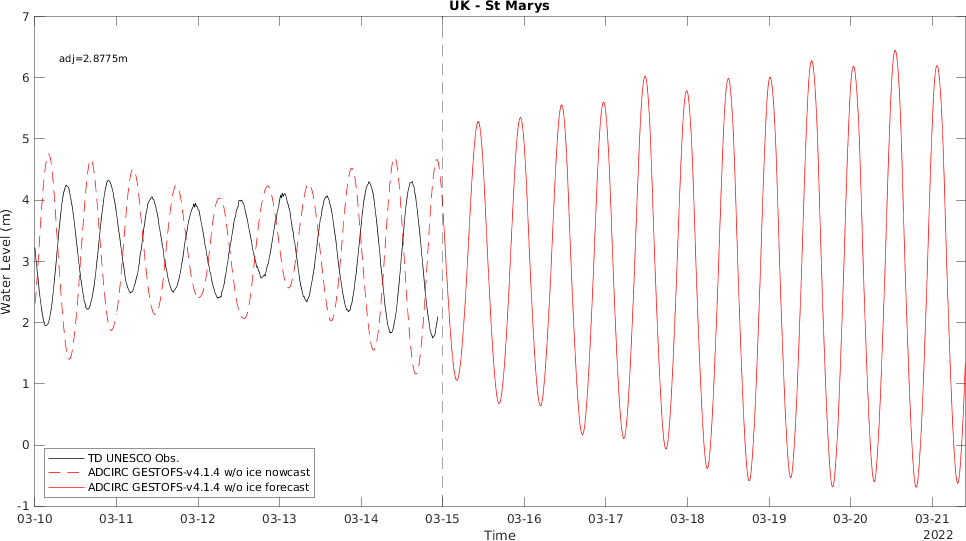 UK - St Marys
7
adj=2.8775m
6
5
4
3
2
1
0
-1
Water Level (m)
TD UNESCO Obs.
ADCIRC GESTOFS-v4.1.4 w/o ice nowcast
ADCIRC GESTOFS-v4.1.4 w/o ice forecast
03-10 03-11 03-12 03-13 03-14 03-15 03-16 03-17 03-18 03-19 03-20 03-21
Time
2022